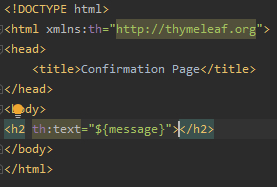 <!DOCTYPE html>
<html xmlns:th="http://thymeleaf.org">
<head>
    <title>Confirmation Page</title>
</head>
<body>
<h2 th:text="${message}"></h2>
</body>
</html>